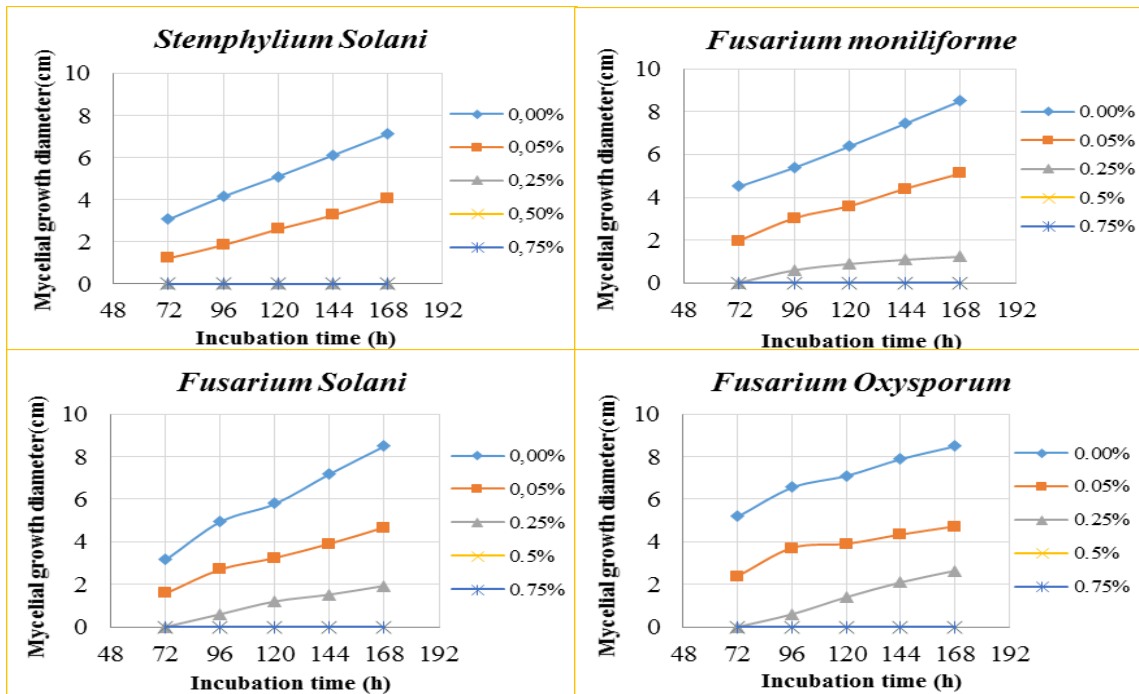 Stemphylium Solani
Mycelial growth diameter(cm)
10
8
6
4
2
0
48 72 96 120 144 168 192
Incubation time (h)
0,00%
0,05%
0,25%
0,50%
0,75%
Fusarium moniliforme
Mycelial growth diameter(cm)
10
8
6
4
2
0
48 72 96 120 144 168 192
Incubation time (h)
0.00%
0.05%
0.25%
0.5%
0.75%
Fusarium Solani
Mycelial growth diameter(cm)
10
8
6
4
2
0
48 72 96 120 144 168 192
Incubation time (h)
0,00%
0,05%
0.25%
0.5%
0.75%
Fusarium Oxysporum
Mycelial growth diameter(cm)
10
8
6
4
2
0
48 72 96 120 144 168 192
Incubation time (h)
0.00%
0.05%
0.25%
0.5%
0.75%